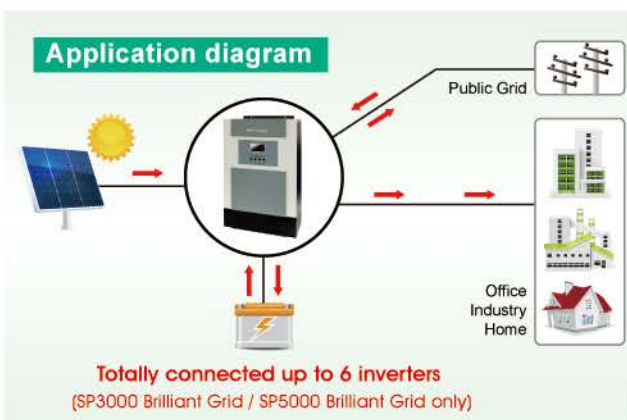 Application diagram
Public Grid
Office
Industry
Home
Totally connected up to 6 inverters
(SP3000 Brilliant Grid / SP5000 Brilliant Grid only)